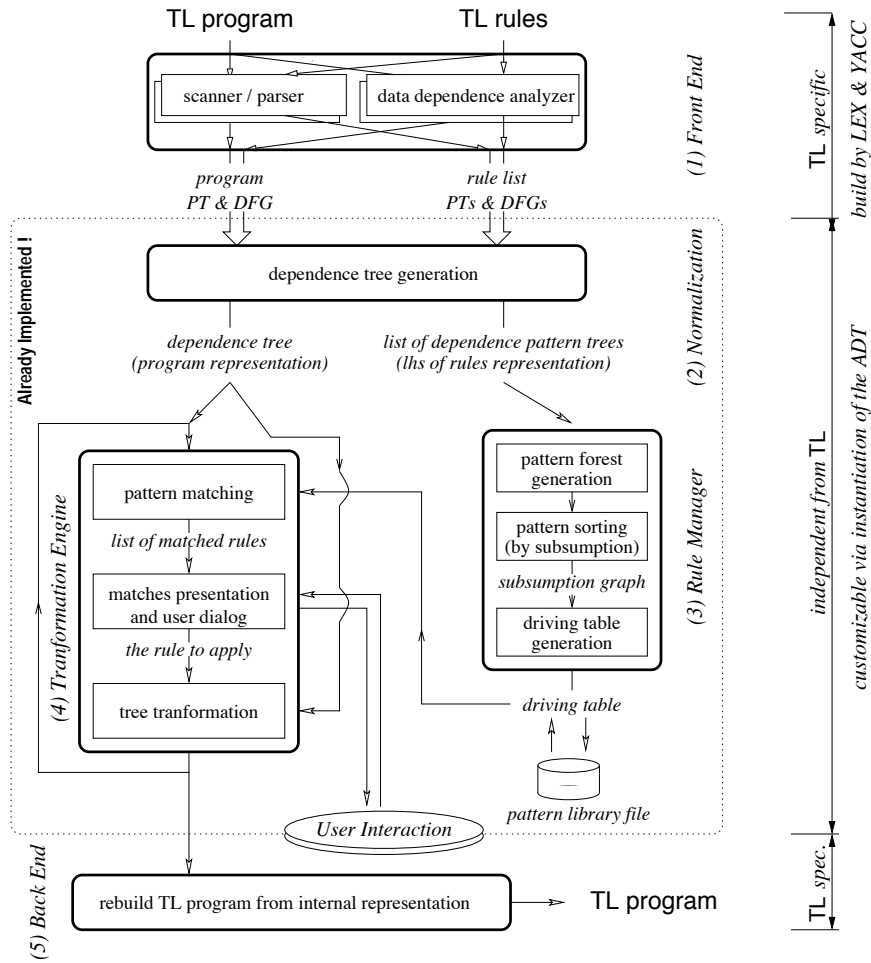 TL program
TL rules
scanner / parser
data dependence analyzer
(1) Front End
TL specific
build by LEX & YACC
program
PT & DFG
rule list
PTs & DFGs
Already Implemented !
dependence tree generation
(2) Normalization
dependence tree
(program representation)
list of dependence pattern trees
(lhs of rules representation)
independent from TL
customizable via instantiation of the ADT
(4) Tranformation Engine
pattern matching
list of matched rules
matches presentation
and user dialog
the rule to apply
tree tranformation
pattern forest
generation
pattern sorting
(by subsumption)
subsumption graph
driving table
generation
(3) Rule Manager
driving table
pattern library file
User Interaction
(5) Back End
rebuild TL program from internal representation
TL program
TL spec.